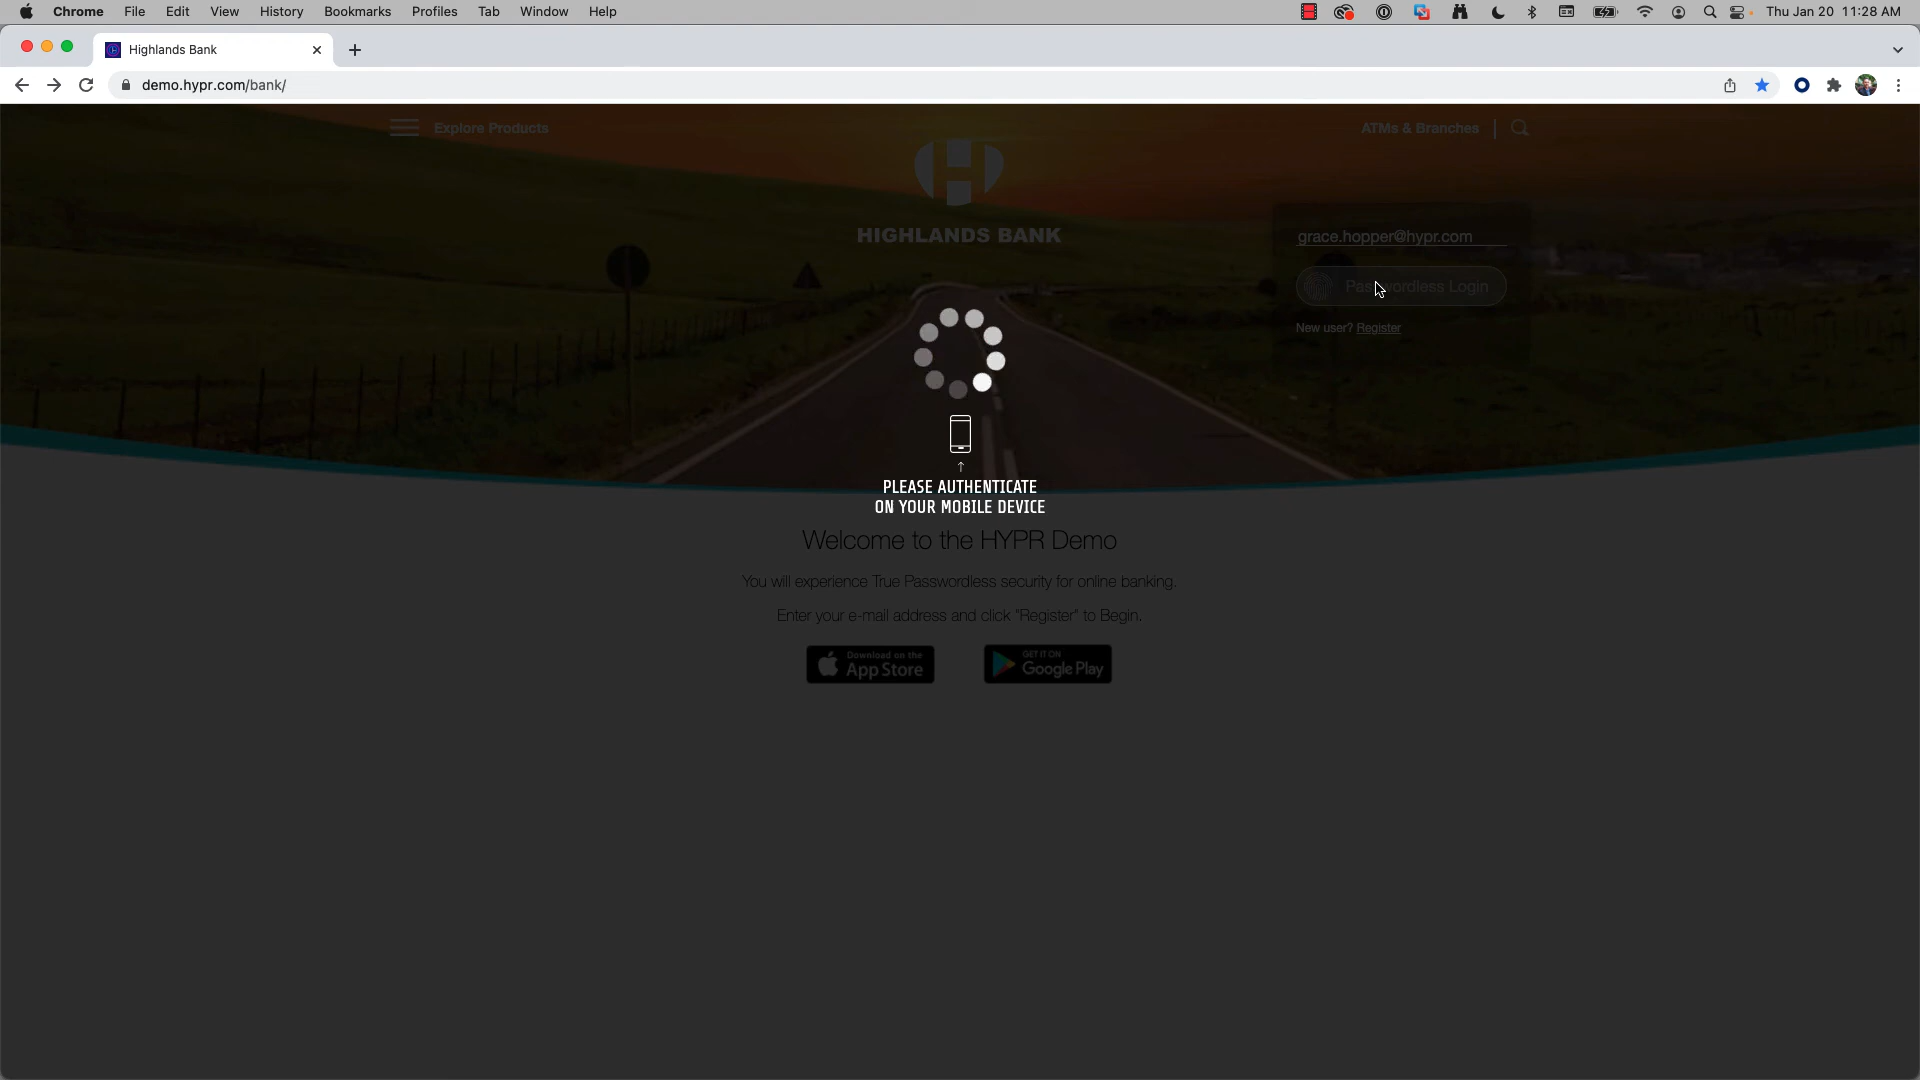 Chrome File Edit View History Bookmarks Profiles Tab Window Help Thu Jan 20 11:28 AM
Highlands Bank
demo.hypr.com/bank/
Explore Products
ATMs & Branches
HIGHLANDS BANK
grace.hopper@hypr.com
Passwordless Login
New user? Register
PLEASE AUTHENTICATE
ON YOUR MOBILE DEVICE
Welcome to the HYPR Demo
You will experience True Passwordless security for online banking.
Enter your e-mail address and click "Register" to Begin.
Download on the
App Store
GET IT ON
Google Play